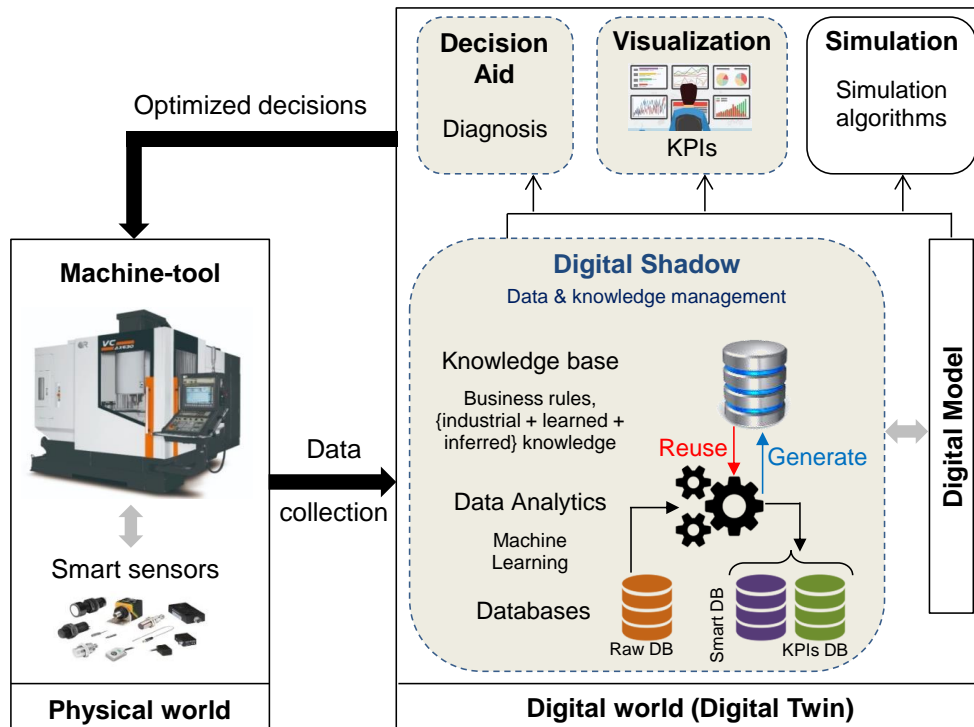 Decision
Aid
Diagnosis
Visualization
KPIs
Simulation
Simulation
algorithms
Optimized decisions
Machine-tool
VC
Smart sensors
Physical world
Data
collection
Digital Shadow
Data & knowledge management
Knowledge base
Business rules,
{industrial + learned +
inferred} knowledge
Reuse
Generate
Data Analytics
Machine
Learning
Databases
Raw DB
Smart DB
KPIs DB
Digital Model
Digital world (Digital Twin)